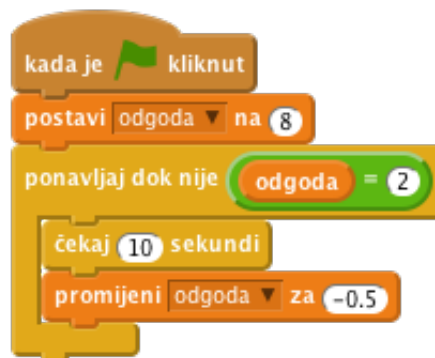 kada je kliknut
postavi odgoda na 8
ponavljaj dok nije odgoda = 2
čekaj 10 sekundi
promijeni odgoda za -0.5